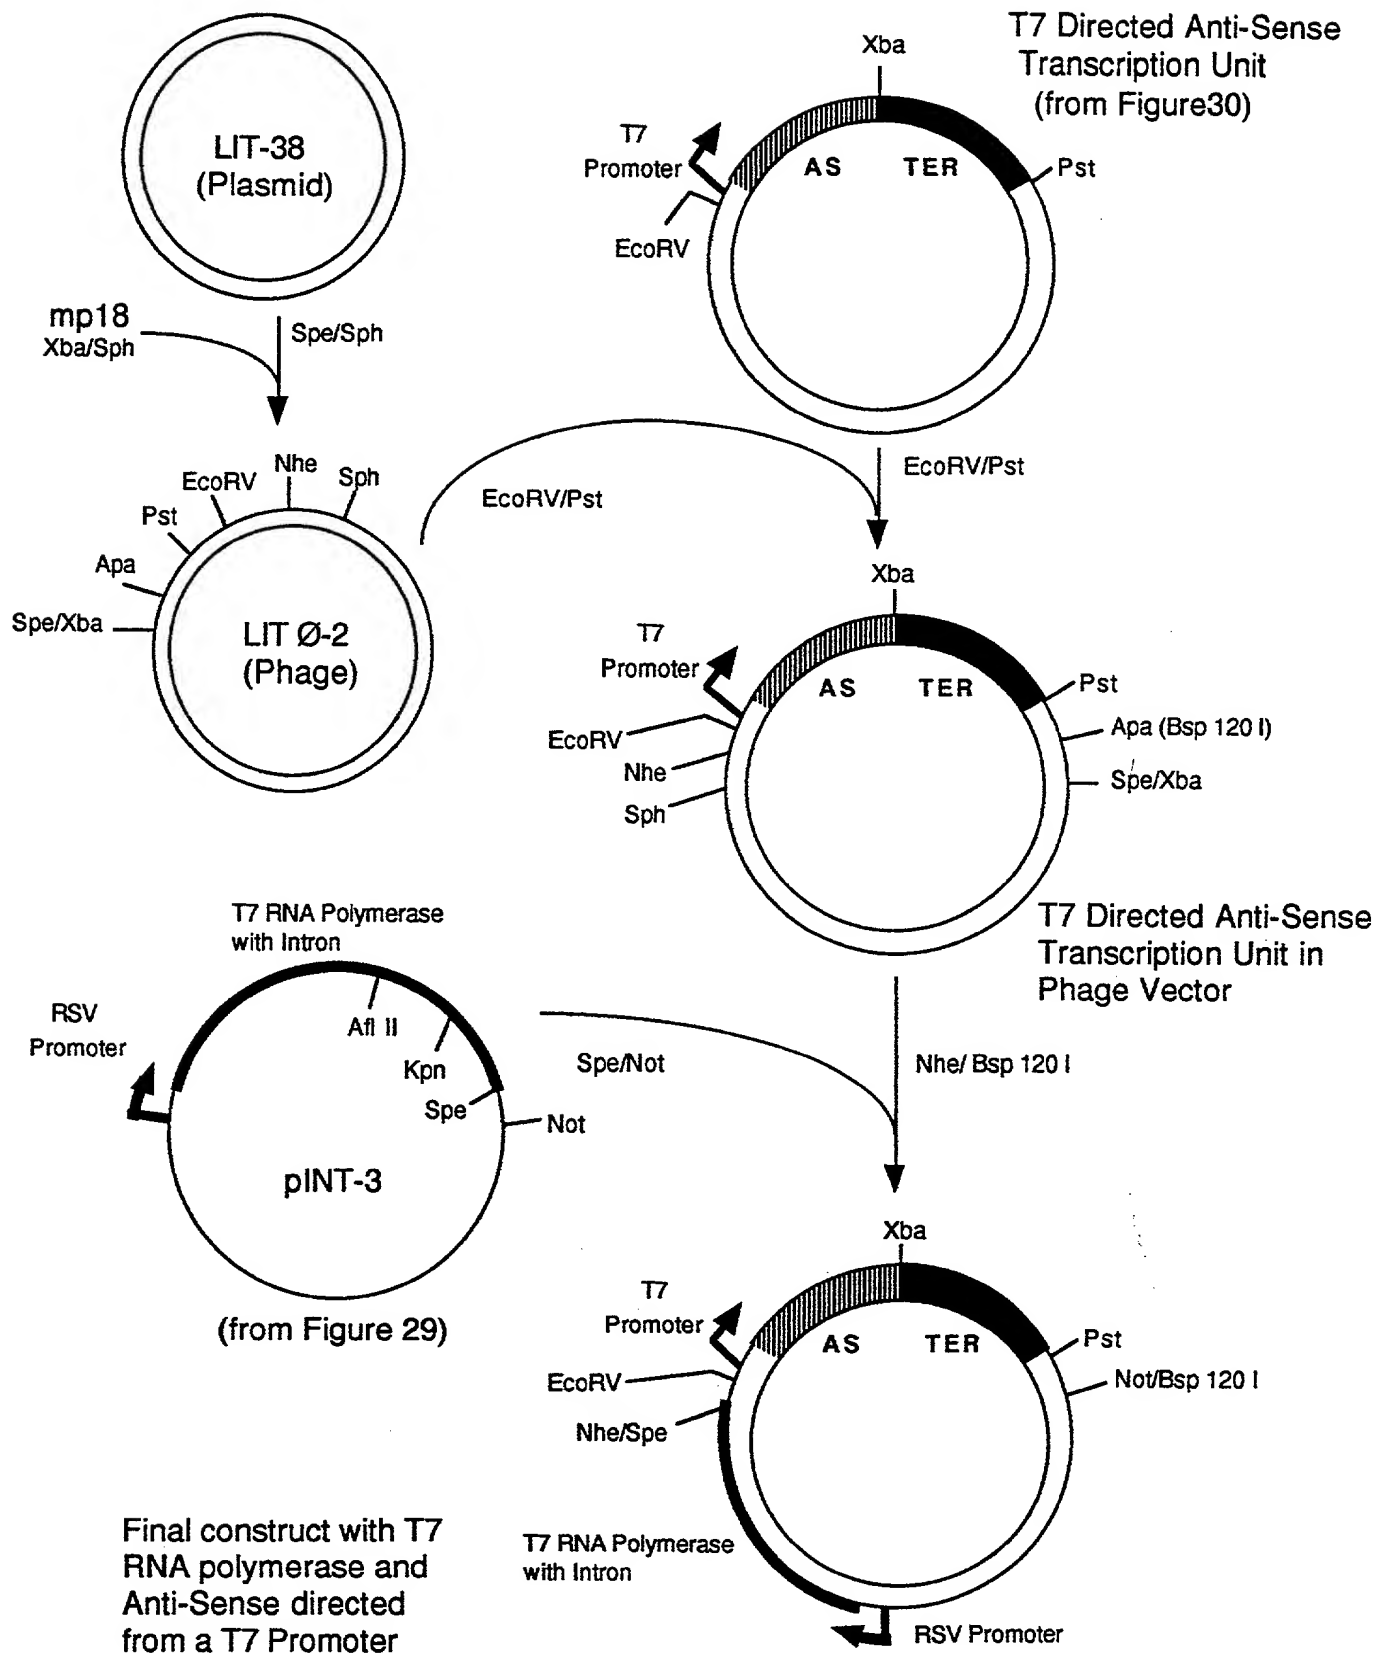 LIT-38
(Plasmid)
mp18
Xba/Sph
Spe/Sph
T7 Directed Anti-Sense
Transcription Unit
(from Figure30)
Xba
T7
Promoter
AS
TER
Pst
EcoRV
EcoRV/Pst
EcoRV/Pst
Nhe
Sph
EcoRV
Pst
Apa
Spe/Xba
LIT Ø-2
(Phage)
Xba
T7
Promoter
AS
TER
Pst
Apa (Bsp 120 I)
Spe/Xba
EcoRV
Nhe
Sph
T7 Directed Anti-Sense
Transcription Unit in
Phage Vector
T7 RNA Polymerase
with Intron
RSV
Promoter
Afl II
Kpn
Spe
Not
pINT-3
(from Figure 29)
Spe/Not
Nhe/ Bsp 120 I
Xba
T7
Promoter
AS
TER
Pst
Not/Bsp 120 I
EcoRV
Nhe/Spe
T7 RNA Polymerase
with Intron
RSV Promoter
Final construct with T7
RNA polymerase and
Anti-Sense directed
from a T7 Promoter